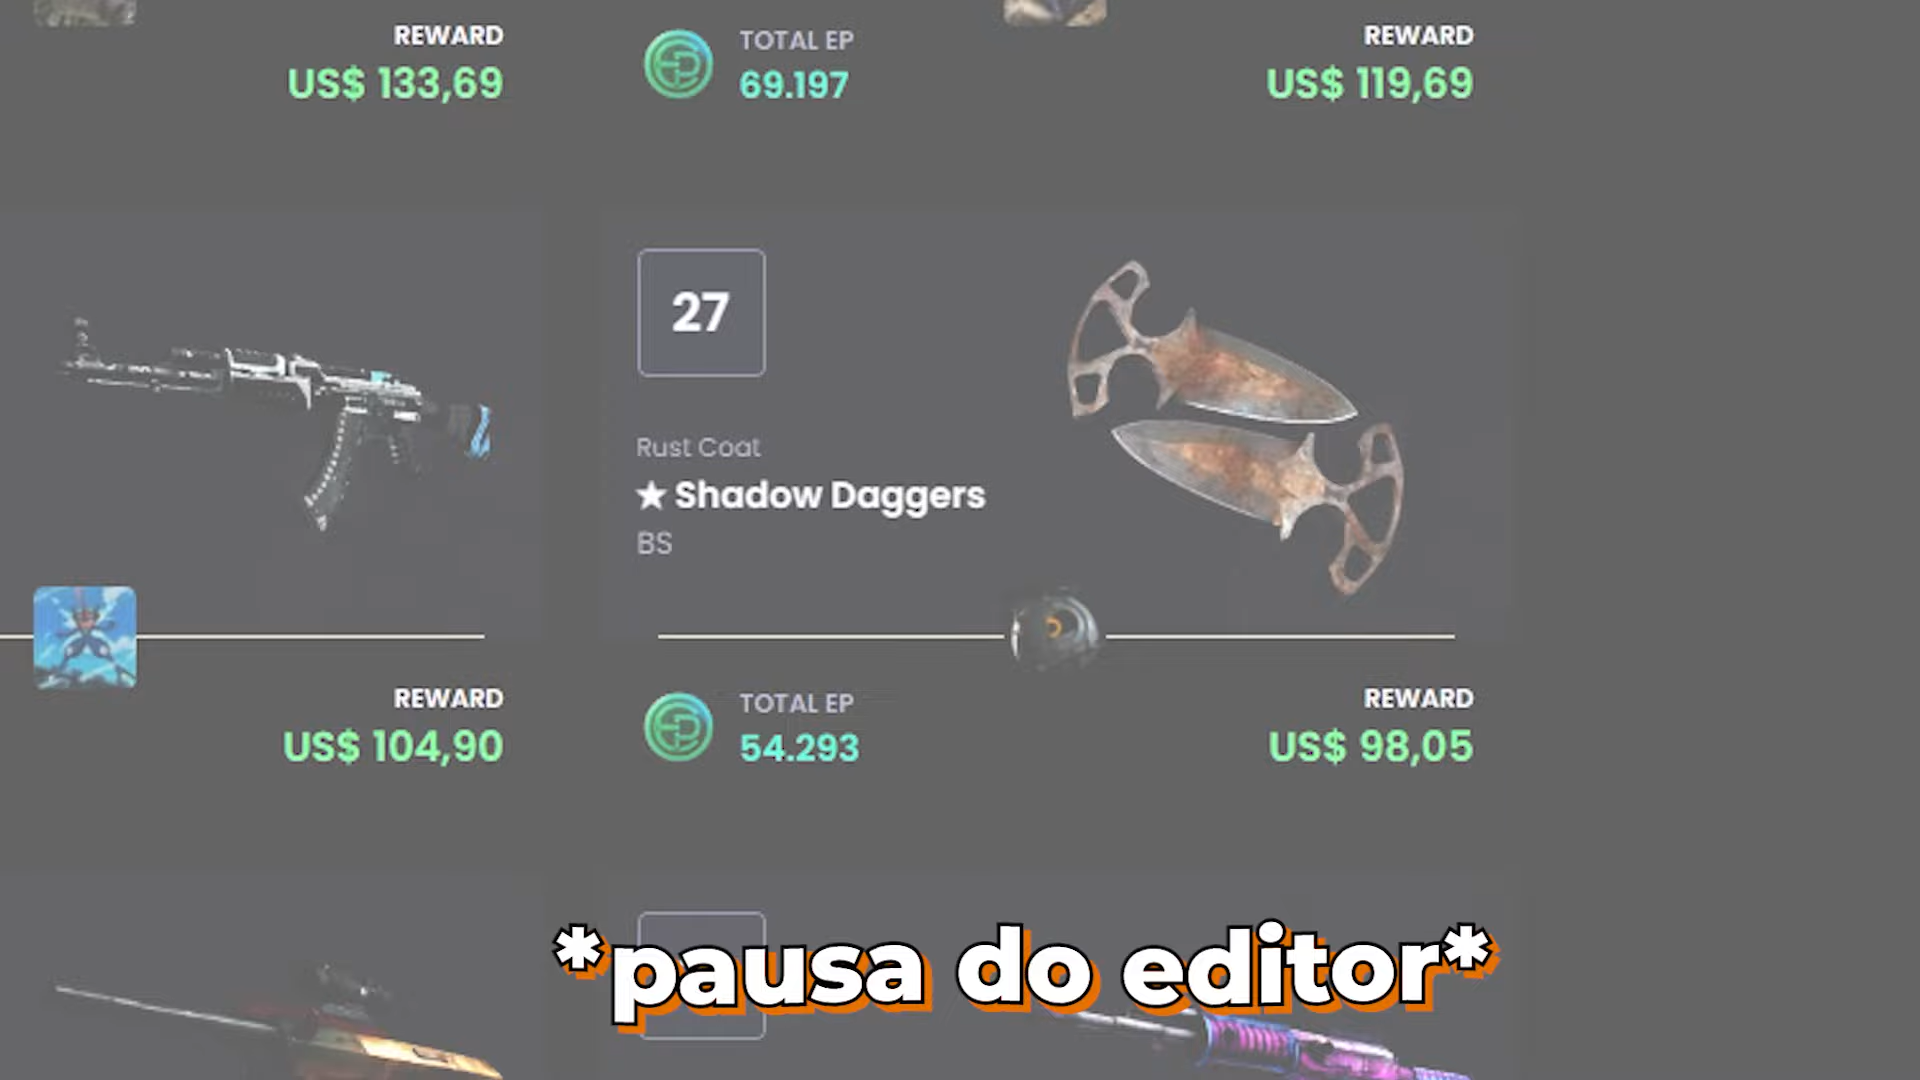 REWARD
US$ 133,69
TOTAL EP
69.197
REWARD
US$ 119,69
27
Rust Coat
★ Shadow Daggers
BS
REWARD
US$ 104,90
TOTAL EP
54.293
REWARD
US$ 98,05
*pausa do editor*